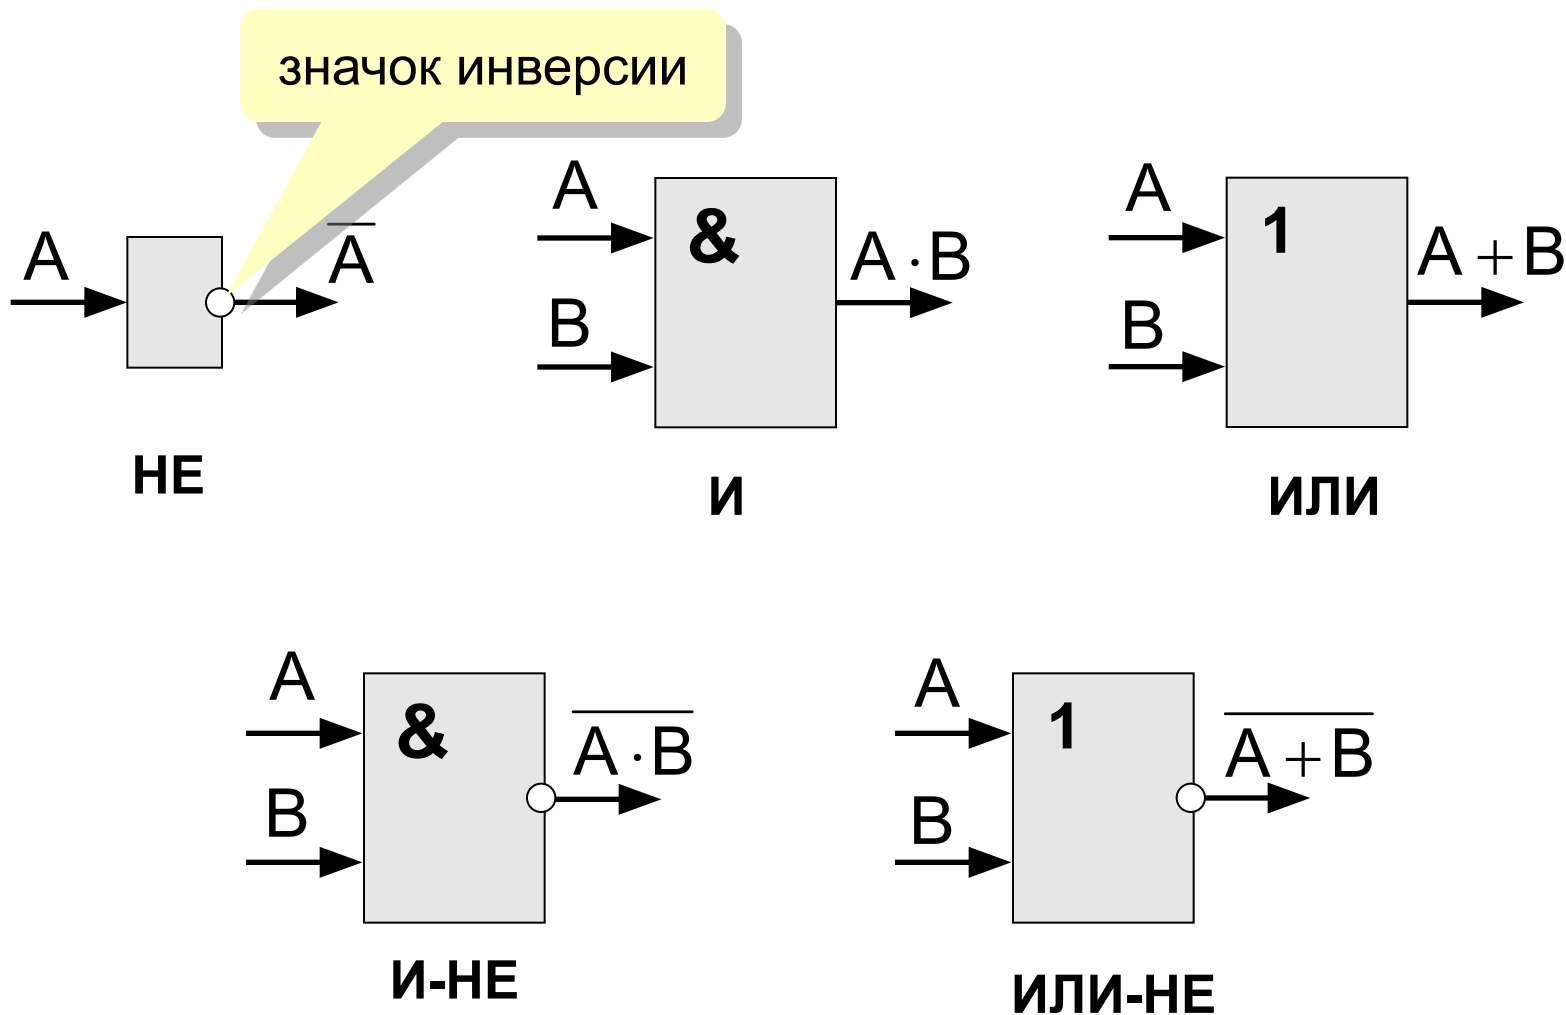 значок инверсии
A
A̅
НЕ
A
B
&
A · B
И
A
B
1
A + B
ИЛИ
A
B
&
A̅ ·̅ B̅
И-НЕ
A
B
1
A̅ +̅ B̅
ИЛИ-НЕ